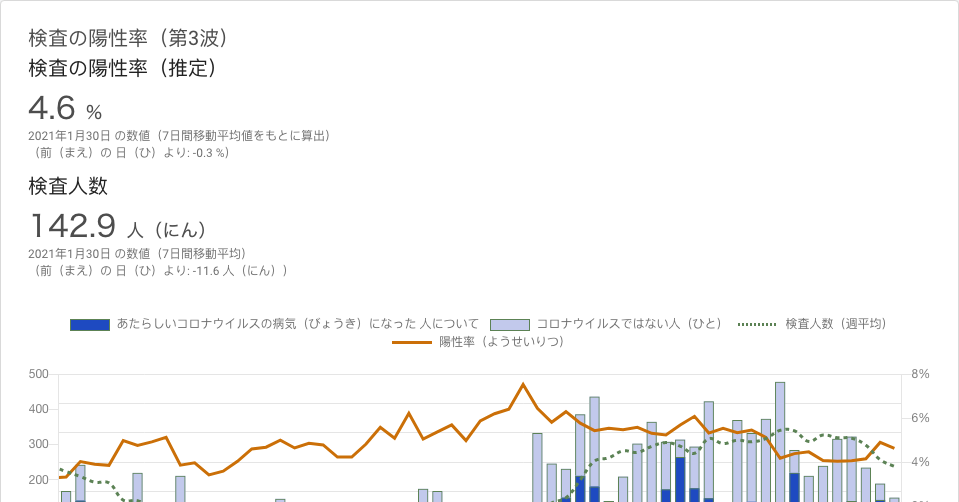 検査の陽性率（第3波）
検査の陽性率（推定）
4.6 %
2021年1月30日 の数値（7日間移動平均値をもとに算出）
（前（まえ）の 日（ひ）より: -0.3 %）
検査人数
142.9 人（にん）
2021年1月30日 の数値（7日間移動平均）
（前（まえ）の 日（ひ）より: -11.6 人（にん））
あたらしいコロナウイルスの病気（びょうき）になった 人について
コロナウイルスではない人（ひと）
検査人数（週平均）
陽性率（ようせいりつ）
500
8%
400
6%
300
4%
200